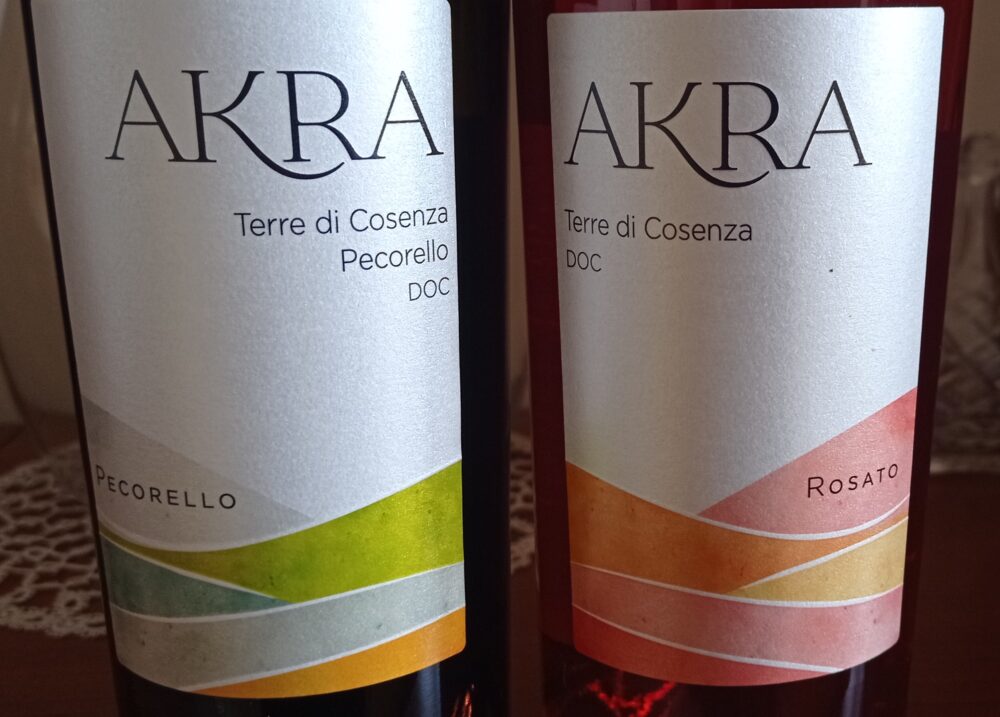 AKRA
Terre di Cosenza
Pecorello
DOC
PECORELLO
AKRA
Terre di Cosenza
DOC
ROSATO